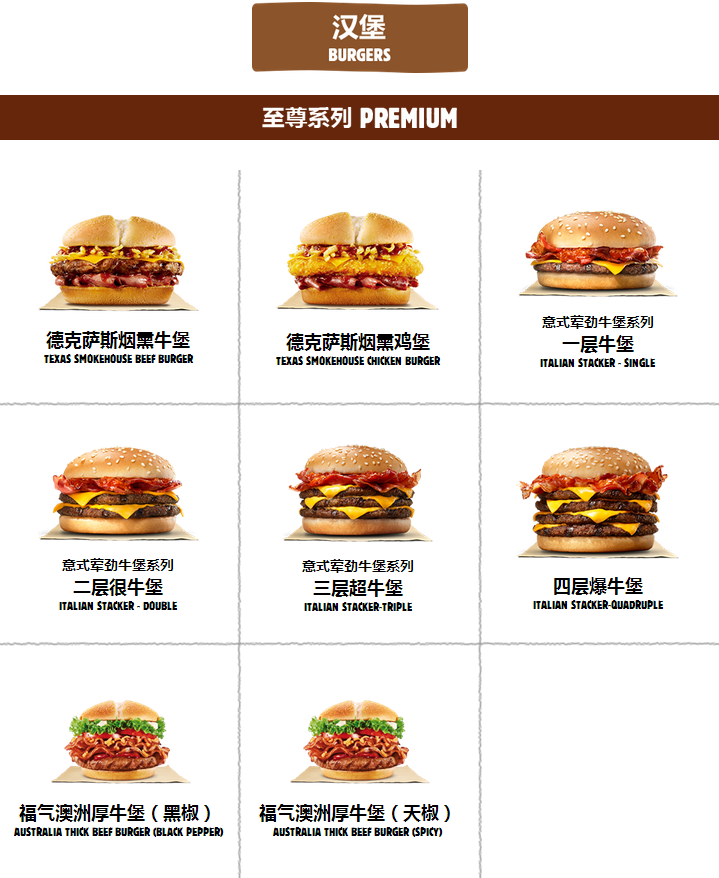 汉堡
BURGERS
至尊系列 PREMIUM
德克萨斯烟熏牛堡
TEXAS SMOKEHOUSE BEEF BURGER
德克萨斯烟熏鸡堡
TEXAS SMOKEHOUSE CHICKEN BURGER
意式荤劲牛堡系列
一层牛堡
ITALIAN STACKER - SINGLE
意式荤劲牛堡系列
二层很牛堡
ITALIAN STACKER - DOUBLE
意式荤劲牛堡系列
三层超牛堡
ITALIAN STACKER-TRIPLE
四层爆牛堡
ITALIAN STACKER-QUADRUPLE
福气澳洲厚牛堡（黑椒）
AUSTRALIA THICK BEEF BURGER (BLACK PEPPER)
福气澳洲厚牛堡（天椒）
AUSTRALIA THICK BEEF BURGER (SPICY)